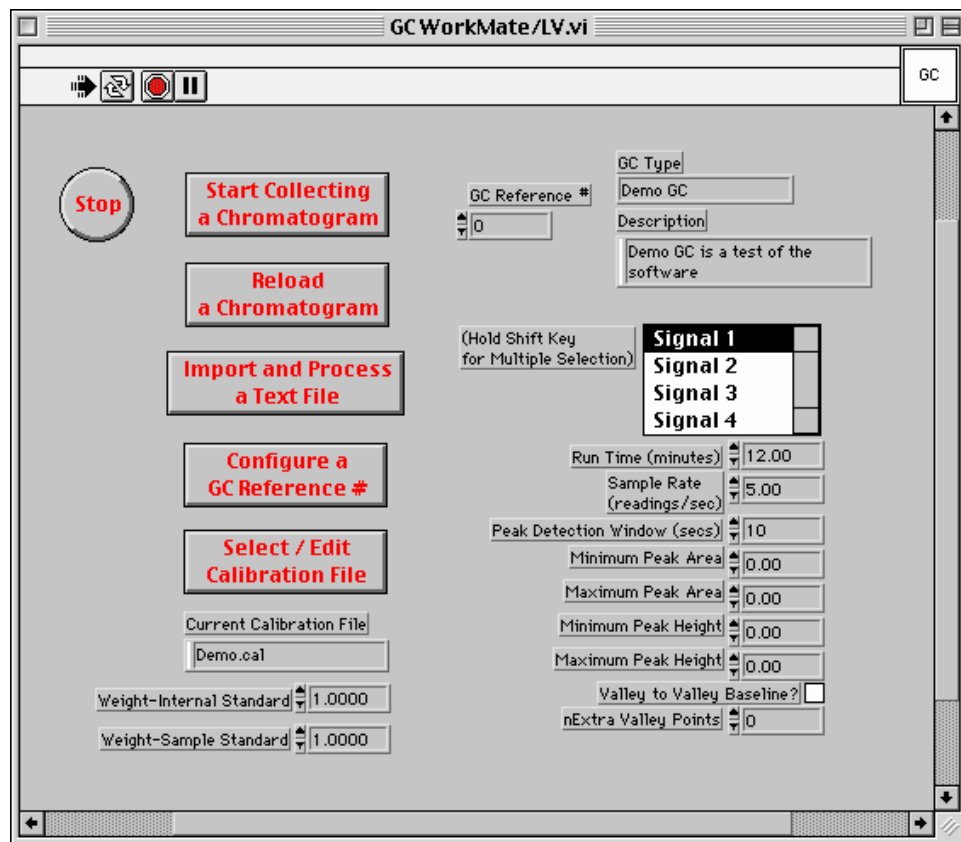 GC WorkMate/LV.vi
GC
Stop
Start Collecting
a Chromatogram
Reload
a Chromatogram
Import and Process
a Text File
Configure a
GC Reference #
Select / Edit
Calibration File
Current Calibration File
Demo.cal
Weight-Internal Standard 1.0000
Weight-Sample Standard 1.0000
GC Reference #
0
GC Type
Demo GC
Description
Demo GC is a test of the
software
(Hold Shift Key
for Multiple Selection)
Signal 1
Signal 2
Signal 3
Signal 4
Run Time (minutes) 12.00
Sample Rate
(readings/sec) 5.00
Peak Detection Window (secs) 10
Minimum Peak Area 0.00
Maximum Peak Area 0.00
Minimum Peak Height 0.00
Maximum Peak Height 0.00
Valley to Valley Baseline?
nExtra Valley Points 0